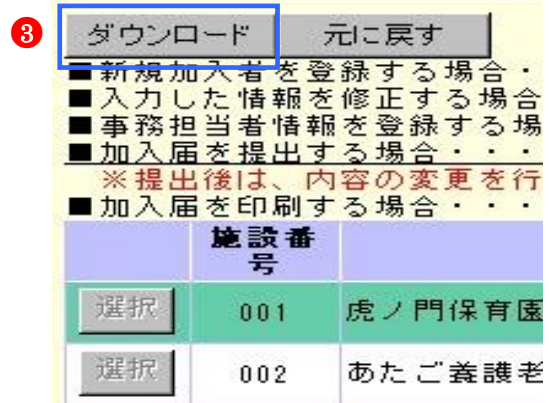 ❸ ダウンロード 元に戻す
■新規加入者を登録する場合・
■入力した情報を修正する場合
■事務担当者情報を登録する場
■加入届を提出する場合・・・
※提出後は、内容の変更を行
■加入届を印刷する場合・・・
施設番
号
選択 001 虎ノ門保育園
選択 002 あたご養護老